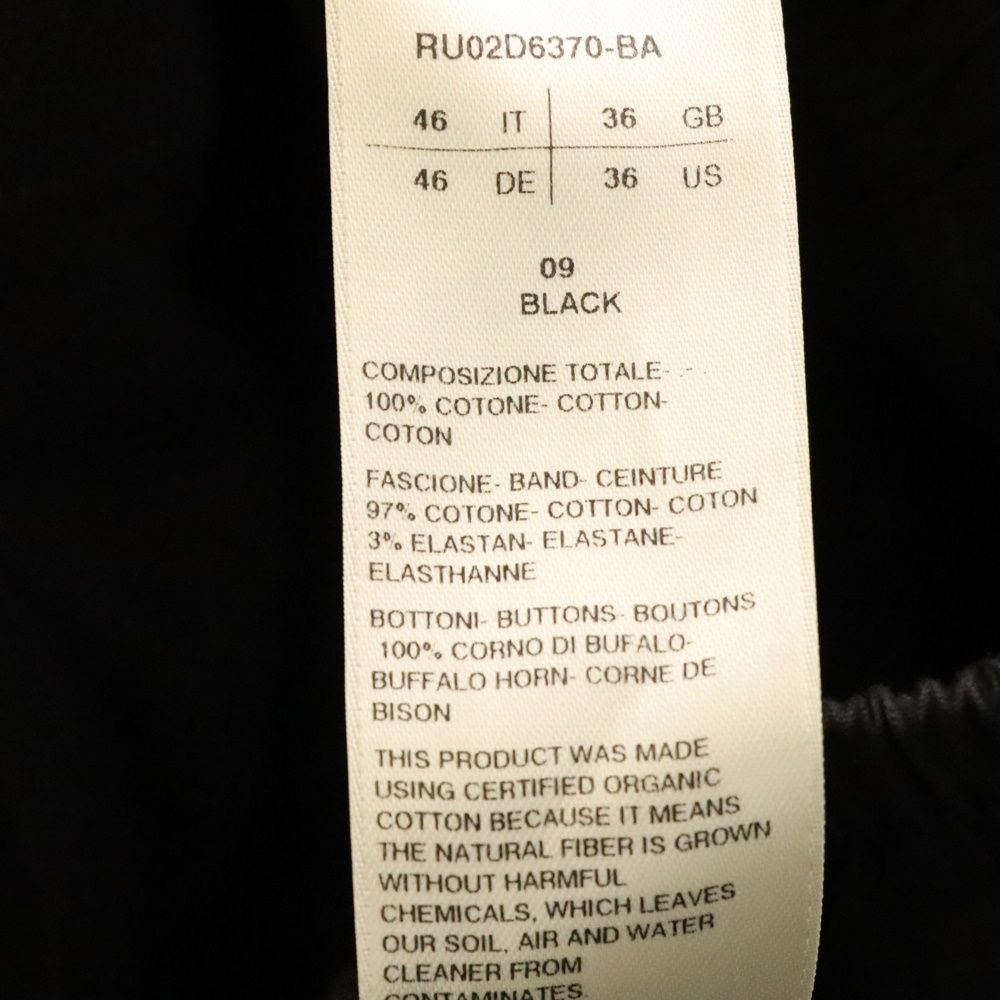 RU02D6370-BA
46 IT 36 GB
46 DE 36 US
09
BLACK
COMPOSIZIONE TOTALE-
100% COTONE- COTTON-
COTON
FASCIONE- BAND- CEINTURE
97% COTONE- COTTON- COTON
3% ELASTAN- ELASTANE-
ELASTHANNE
BOTTONI- BUTTONS- BOUTONS
100% CORNO DI BUFALO-
BUFFALO HORN- CORNE DE
BISON
THIS PRODUCT WAS MADE
USING CERTIFIED ORGANIC
COTTON BECAUSE IT MEANS
THE NATURAL FIBER IS GROWN
WITHOUT HARMFUL
CHEMICALS, WHICH LEAVES
OUR SOIL, AIR AND WATER
CLEANER FROM
CONTAMINATES.